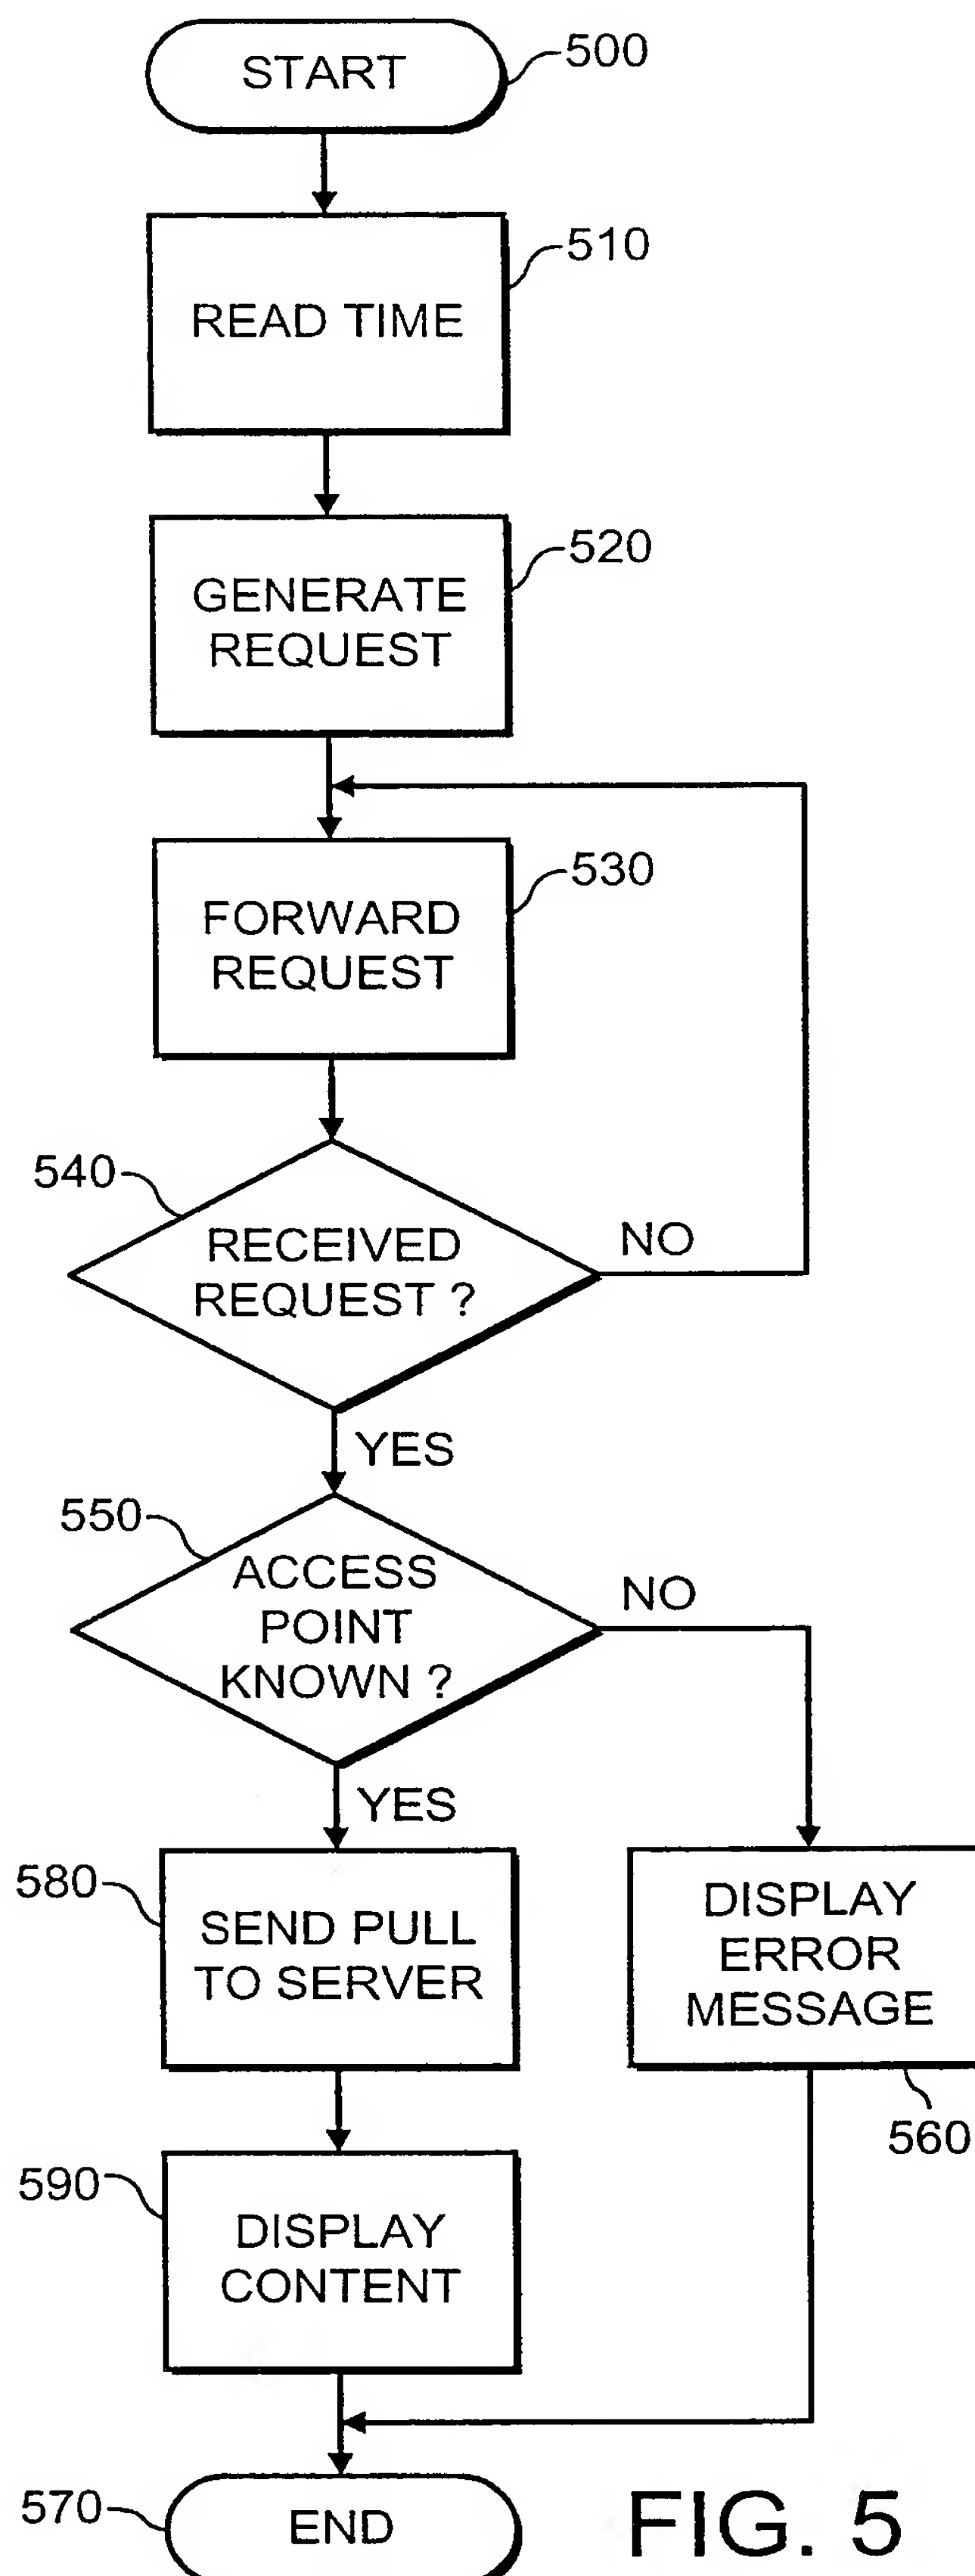 START
500
510
READ TIME
520
GENERATE
REQUEST
530
FORWARD
REQUEST
540
RECEIVED
REQUEST ?
NO
YES
550
ACCESS
POINT
KNOWN ?
NO
YES
580
SEND PULL
TO SERVER
DISPLAY
ERROR
MESSAGE
560
590
DISPLAY
CONTENT
570
END
FIG. 5